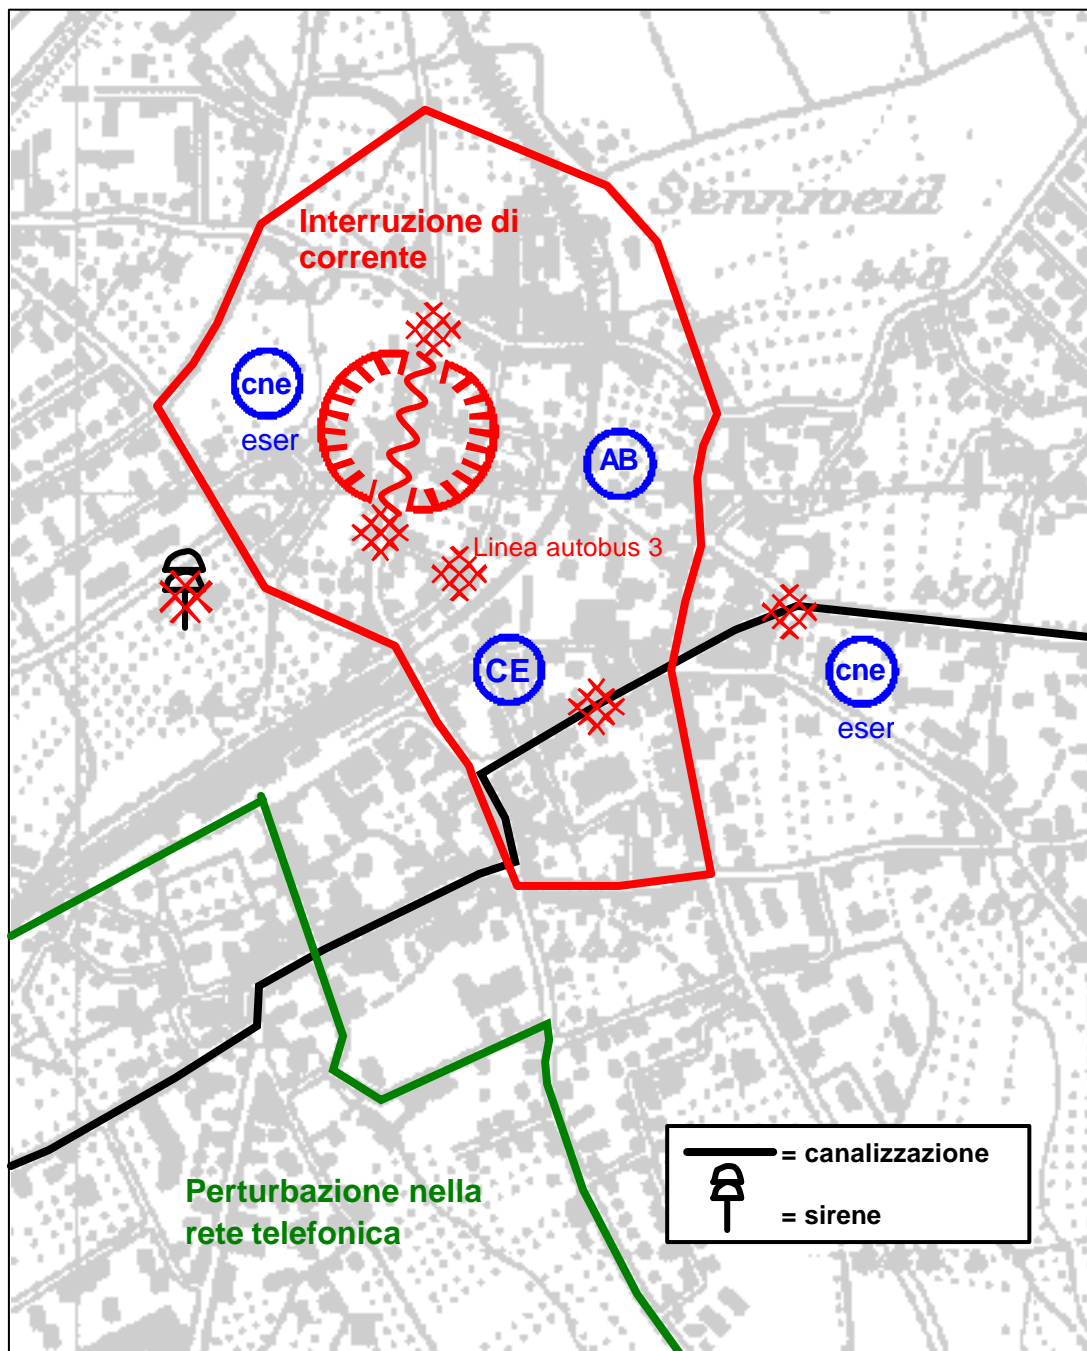 Interruzione di
corrente
cne
eser
AB
Linea autobus 3
CE
cne
eser
= canalizzazione
= sirene
Perturbazione nella
rete telefonica